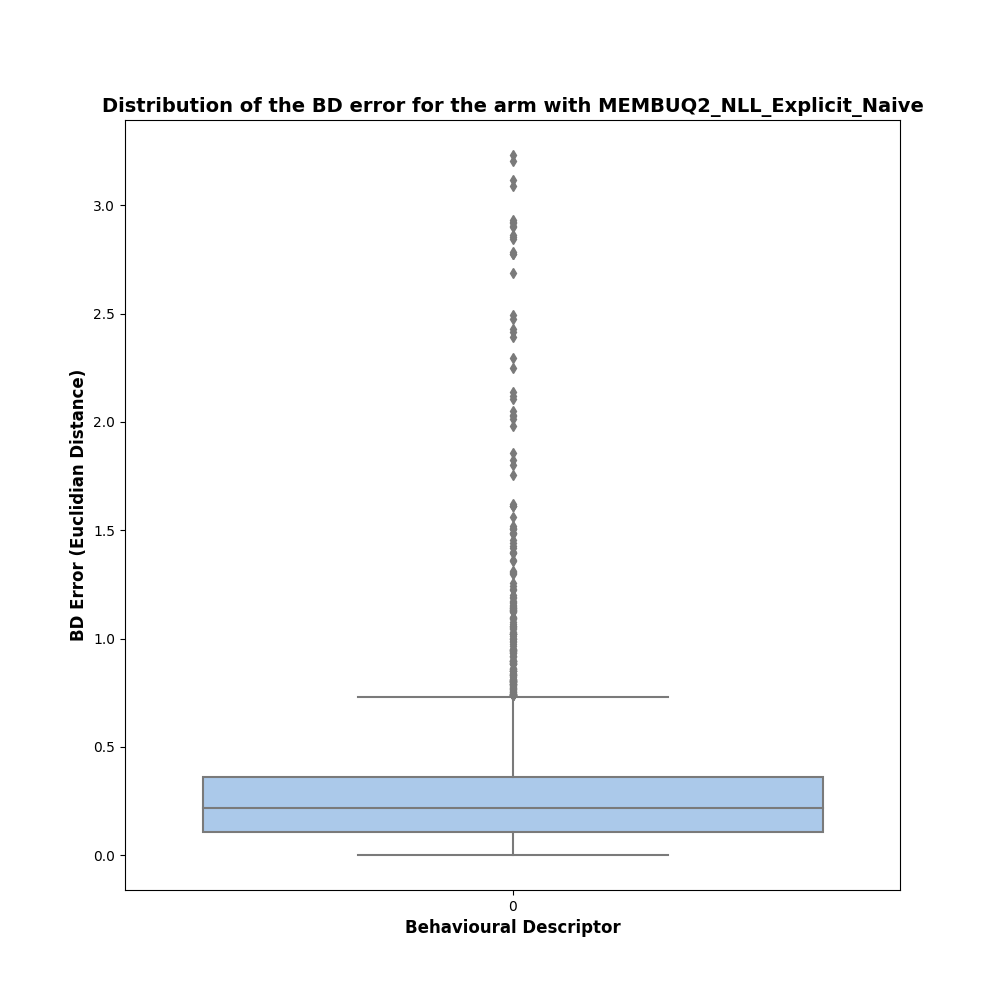 Distribution of the BD error for the arm with MEMBUQ2_NLL_Explicit_Naive
3.0
2.5
2.0
1.5
1.0
0.5
0.0
BD Error (Euclidian Distance)
0
Behavioural Descriptor